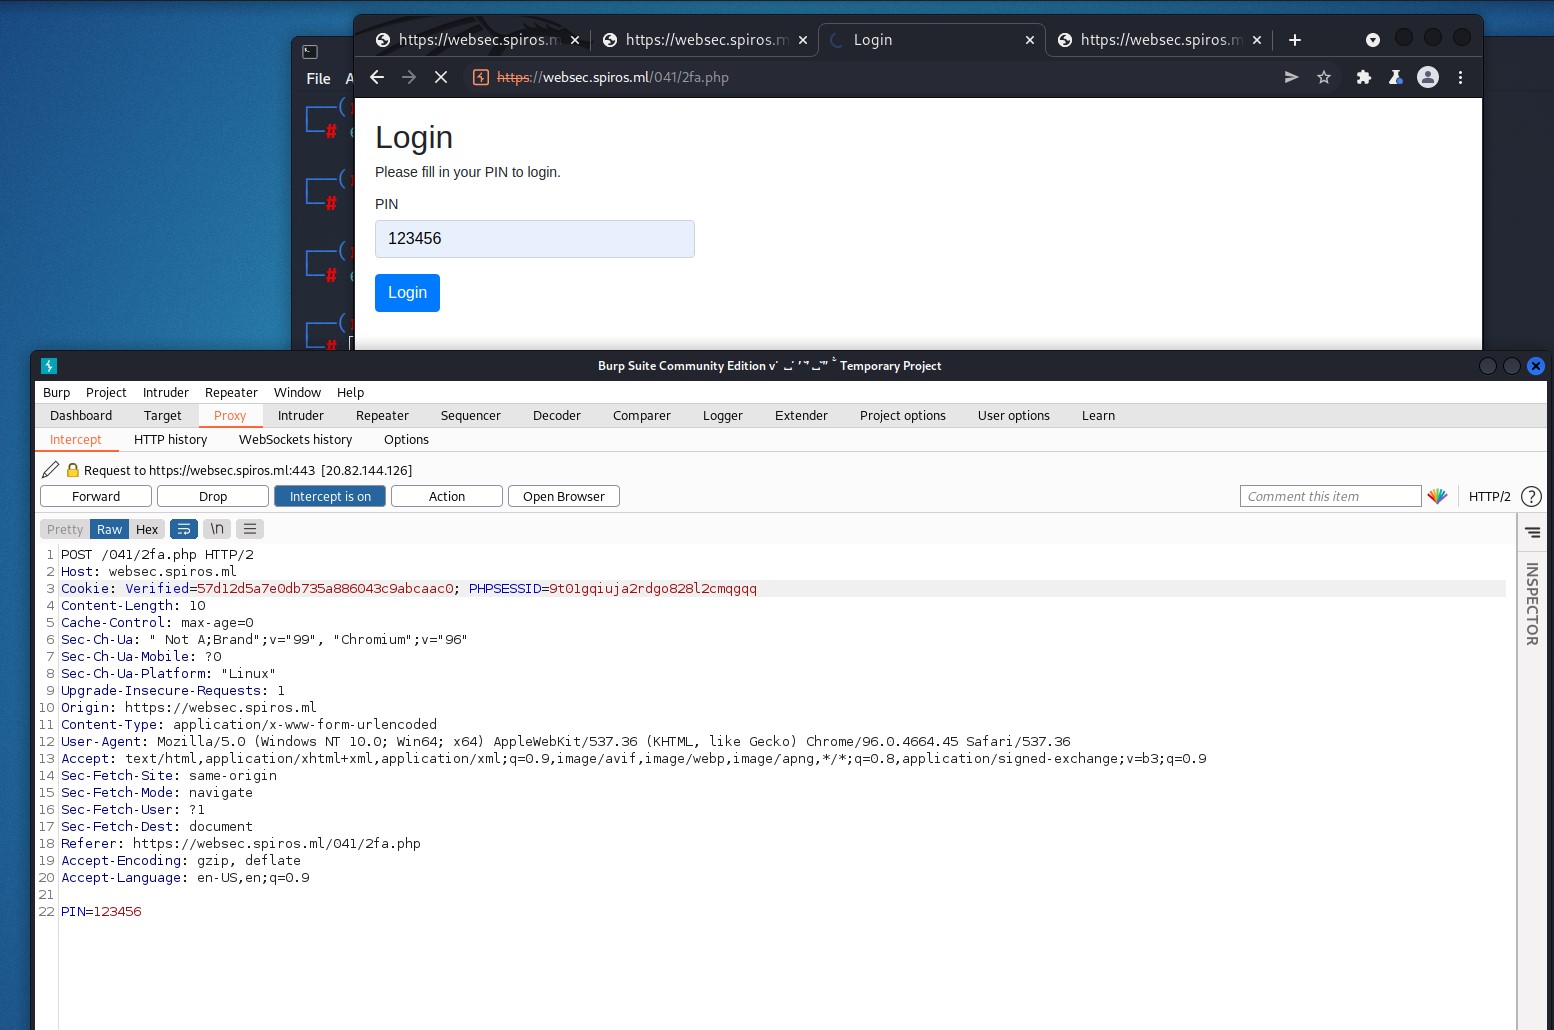 https://websec.spiros.m https://websec.spiros.m Login https://websec.spiros.m
File A
https://websec.spiros.ml/041/2fa.php
Login
Please fill in your PIN to login.
PIN
123456
Login
Burp Suite Community Edition Temporary Project
Burp Project Intruder Repeater Window Help
Dashboard Target Proxy Intruder Repeater Sequencer Decoder Comparer Logger Extender Project options User options Learn
Intercept HTTP history WebSockets history Options
Request to https://websec.spiros.ml:443 [20.82.144.126]
Forward Drop Intercept is on Action Open Browser Comment this item HTTP/2 ?
Pretty Raw Hex \n
1 POST /041/2fa.php HTTP/2
2 Host: websec.spiros.ml
3 Cookie: Verified=57d12d5a7e0db735a886043c9abcaac0; PHPSESSID=9t01gqiuja2rdgo828l2cmqgqq
4 Content-Length: 10
5 Cache-Control: max-age=0
6 Sec-Ch-Ua: " Not A;Brand";v="99", "Chromium";v="96"
7 Sec-Ch-Ua-Mobile: ?0
8 Sec-Ch-Ua-Platform: "Linux"
9 Upgrade-Insecure-Requests: 1
10 Origin: https://websec.spiros.ml
11 Content-Type: application/x-www-form-urlencoded
12 User-Agent: Mozilla/5.0 (Windows NT 10.0; Win64; x64) AppleWebKit/537.36 (KHTML, like Gecko) Chrome/96.0.4664.45 Safari/537.36
13 Accept: text/html,application/xhtml+xml,application/xml;q=0.9,image/avif,image/webp,image/apng,*/*;q=0.8,application/signed-exchange;v=b3;q=0.9
14 Sec-Fetch-Site: same-origin
15 Sec-Fetch-Mode: navigate
16 Sec-Fetch-User: ?1
17 Sec-Fetch-Dest: document
18 Referer: https://websec.spiros.ml/041/2fa.php
19 Accept-Encoding: gzip, deflate
20 Accept-Language: en-US,en;q=0.9
21
22 PIN=123456
INSPECTOR